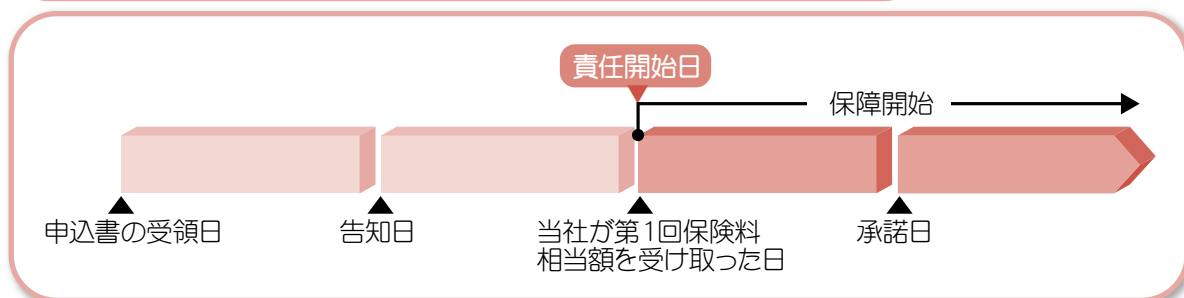 責任開始日
保障開始
申込書の受領日
告知日
当社が第1回保険料
相当額を受け取った日
承諾日